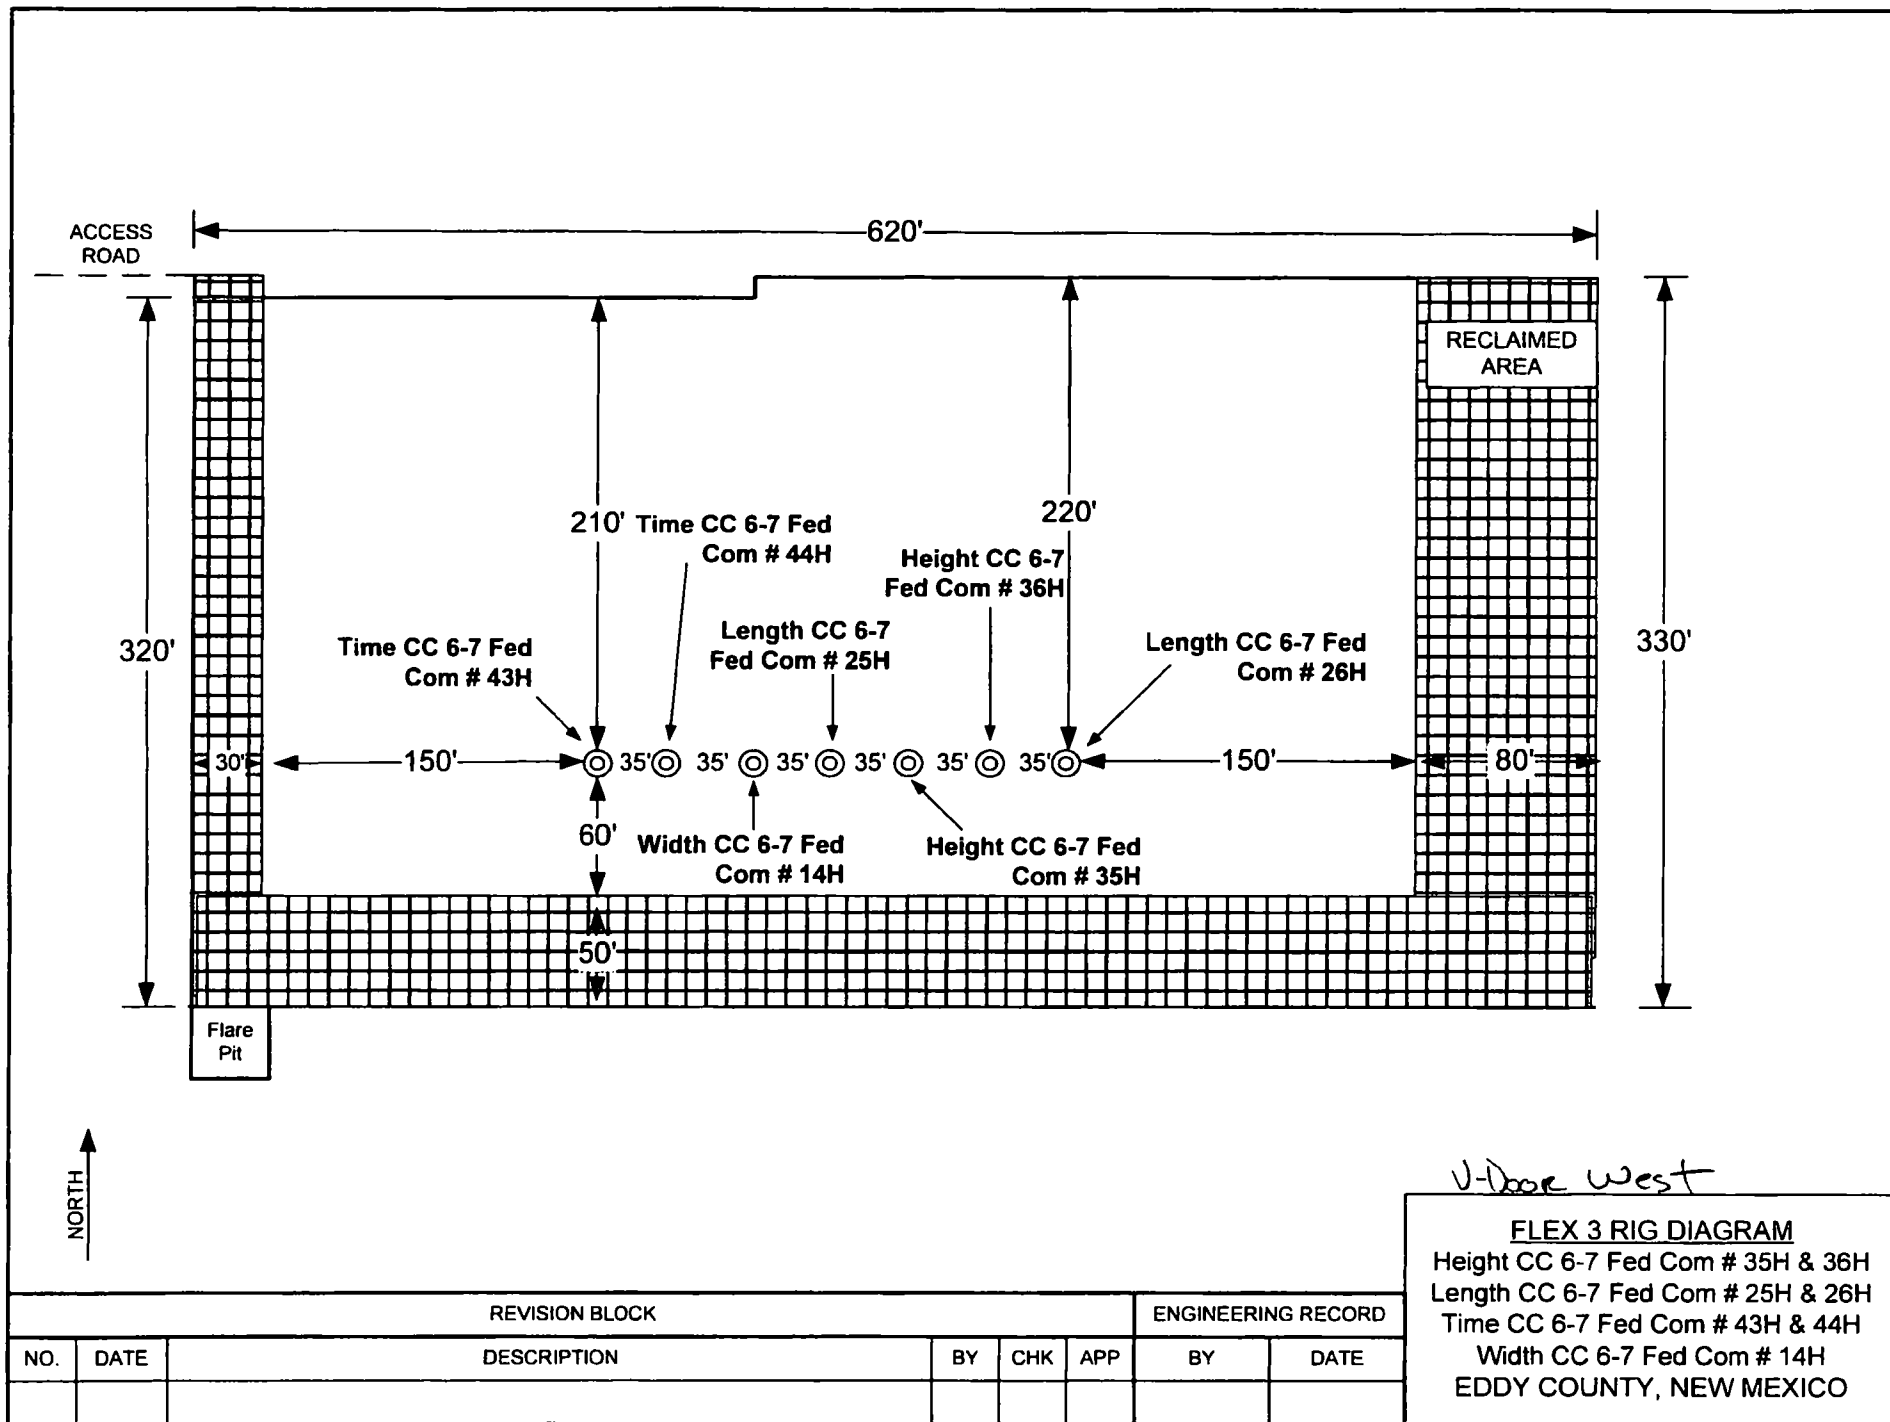 620'
ACCESS
ROAD
RECLAIMED
AREA
210'
220'
Time CC 6-7 Fed
Com # 44H
Height CC 6-7
Fed Com # 36H
320'
330'
Time CC 6-7 Fed
Com # 43H
Length CC 6-7
Fed Com # 25H
Length CC 6-7 Fed
Com # 26H
30'
150'
35'
35'
35'
35'
35'
35'
150'
80'
60'
Width CC 6-7 Fed
Com # 14H
Height CC 6-7 Fed
Com # 35H
50'
Flare
Pit
NORTH
V-Door West
FLEX 3 RIG DIAGRAM
Height CC 6-7 Fed Com # 35H & 36H
Length CC 6-7 Fed Com # 25H & 26H
Time CC 6-7 Fed Com # 43H & 44H
Width CC 6-7 Fed Com # 14H
EDDY COUNTY, NEW MEXICO
REVISION BLOCK
ENGINEERING RECORD
NO. DATE DESCRIPTION BY CHK APP BY DATE